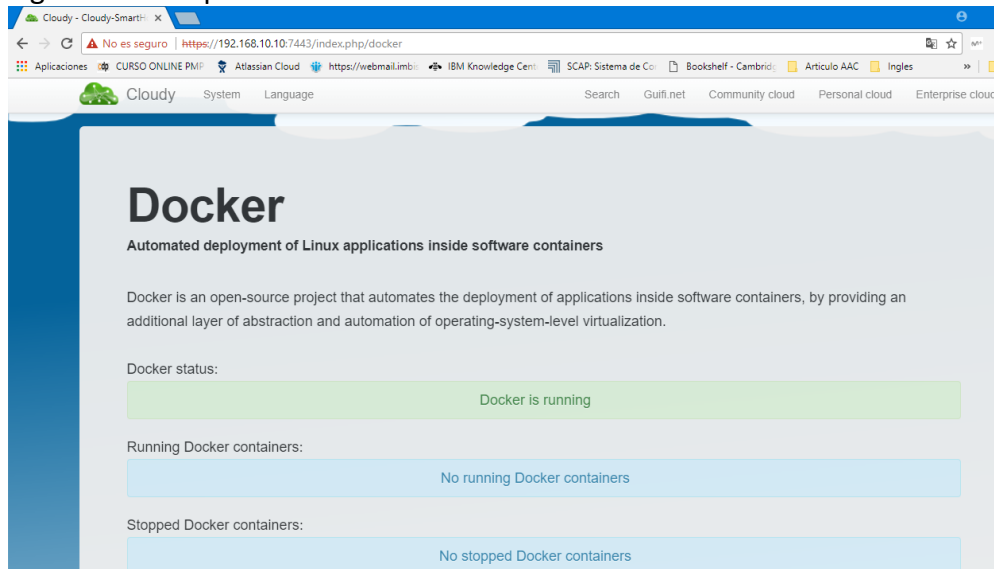 Cloudy - Cloudy-SmartH
No es seguro | https://192.168.10.10:7443/index.php/docker
Aplicaciones CURSO ONLINE PMP Atlassian Cloud https://webmail.imbi IBM Knowledge Cent SCAP: Sistema de Co Bookshelf - Cambridg Articulo AAC Ingles »
Cloudy System Language Search Guifi.net Community cloud Personal cloud Enterprise cloud
Docker
Automated deployment of Linux applications inside software containers
Docker is an open-source project that automates the deployment of applications inside software containers, by providing an
additional layer of abstraction and automation of operating-system-level virtualization.
Docker status:
Docker is running
Running Docker containers:
No running Docker containers
Stopped Docker containers:
No stopped Docker containers